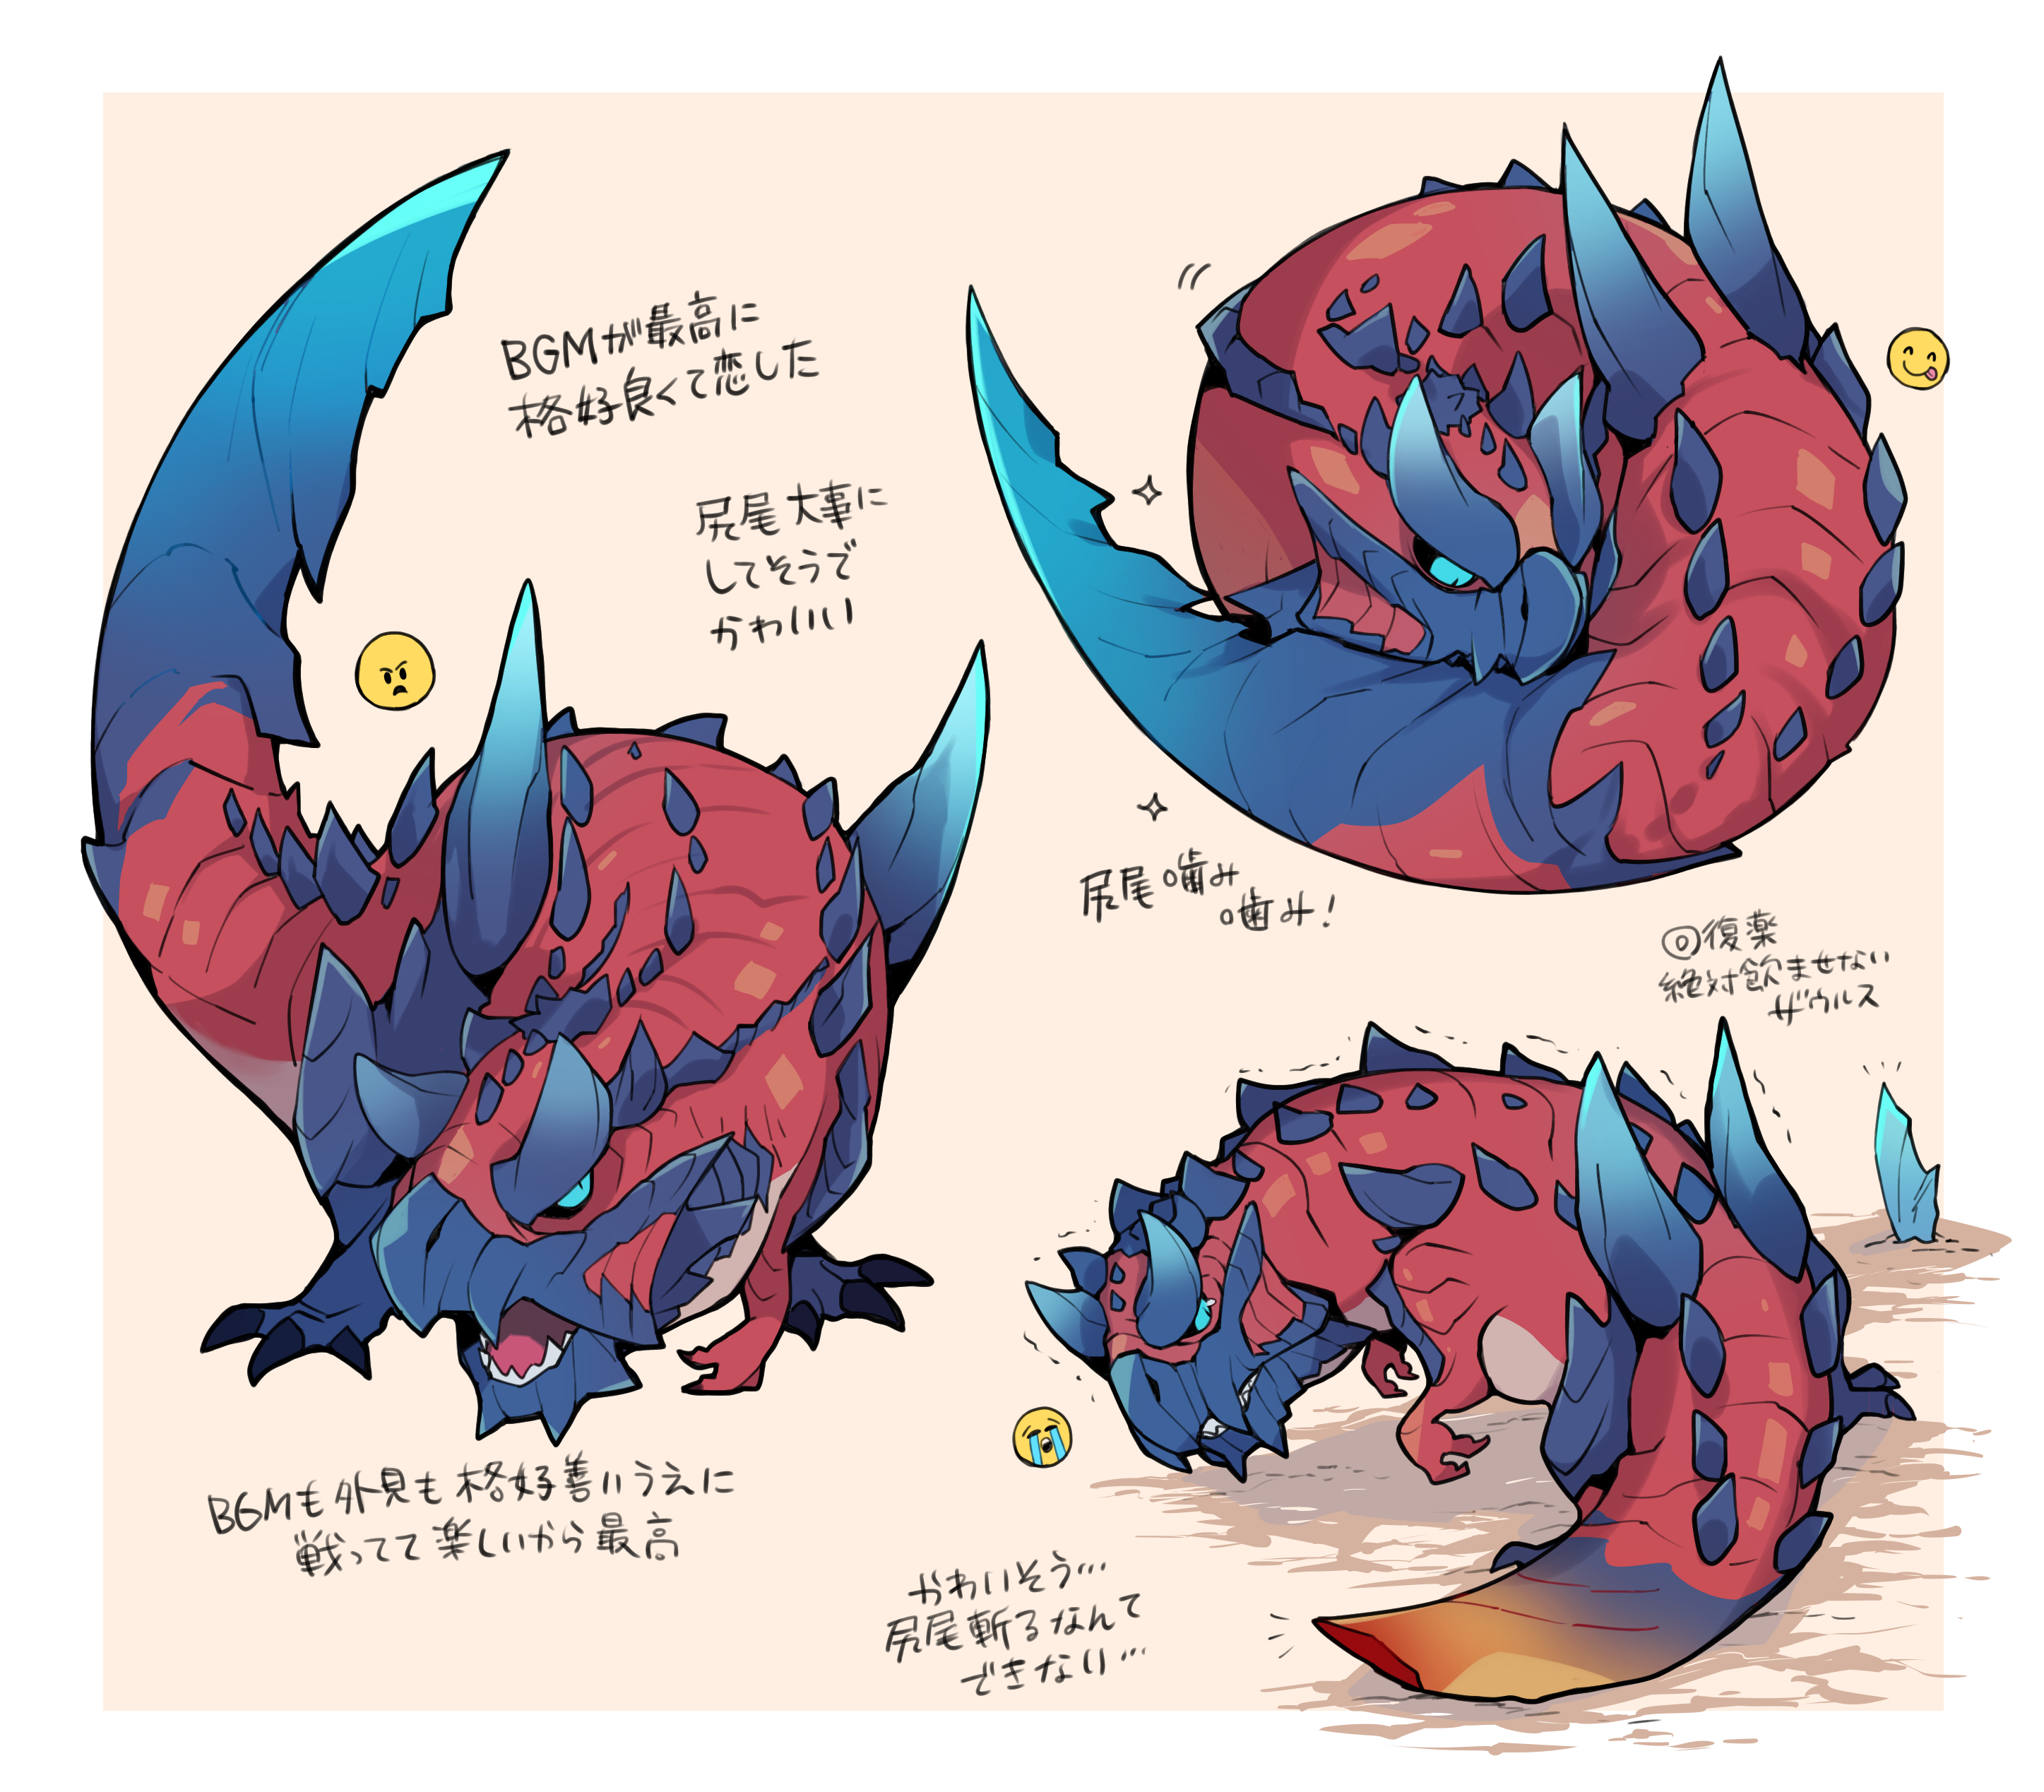 BGMが最高に
格好良くて恋した
尻尾大事に
してそうで
かわいい
尻尾噛み
噛み!
回復薬
絶対飲ませない
ザウルス
BGMも外見も格好善いうえに
戦ってて楽しいから最高
かわいそう…
尻尾斬るなんて
できない…